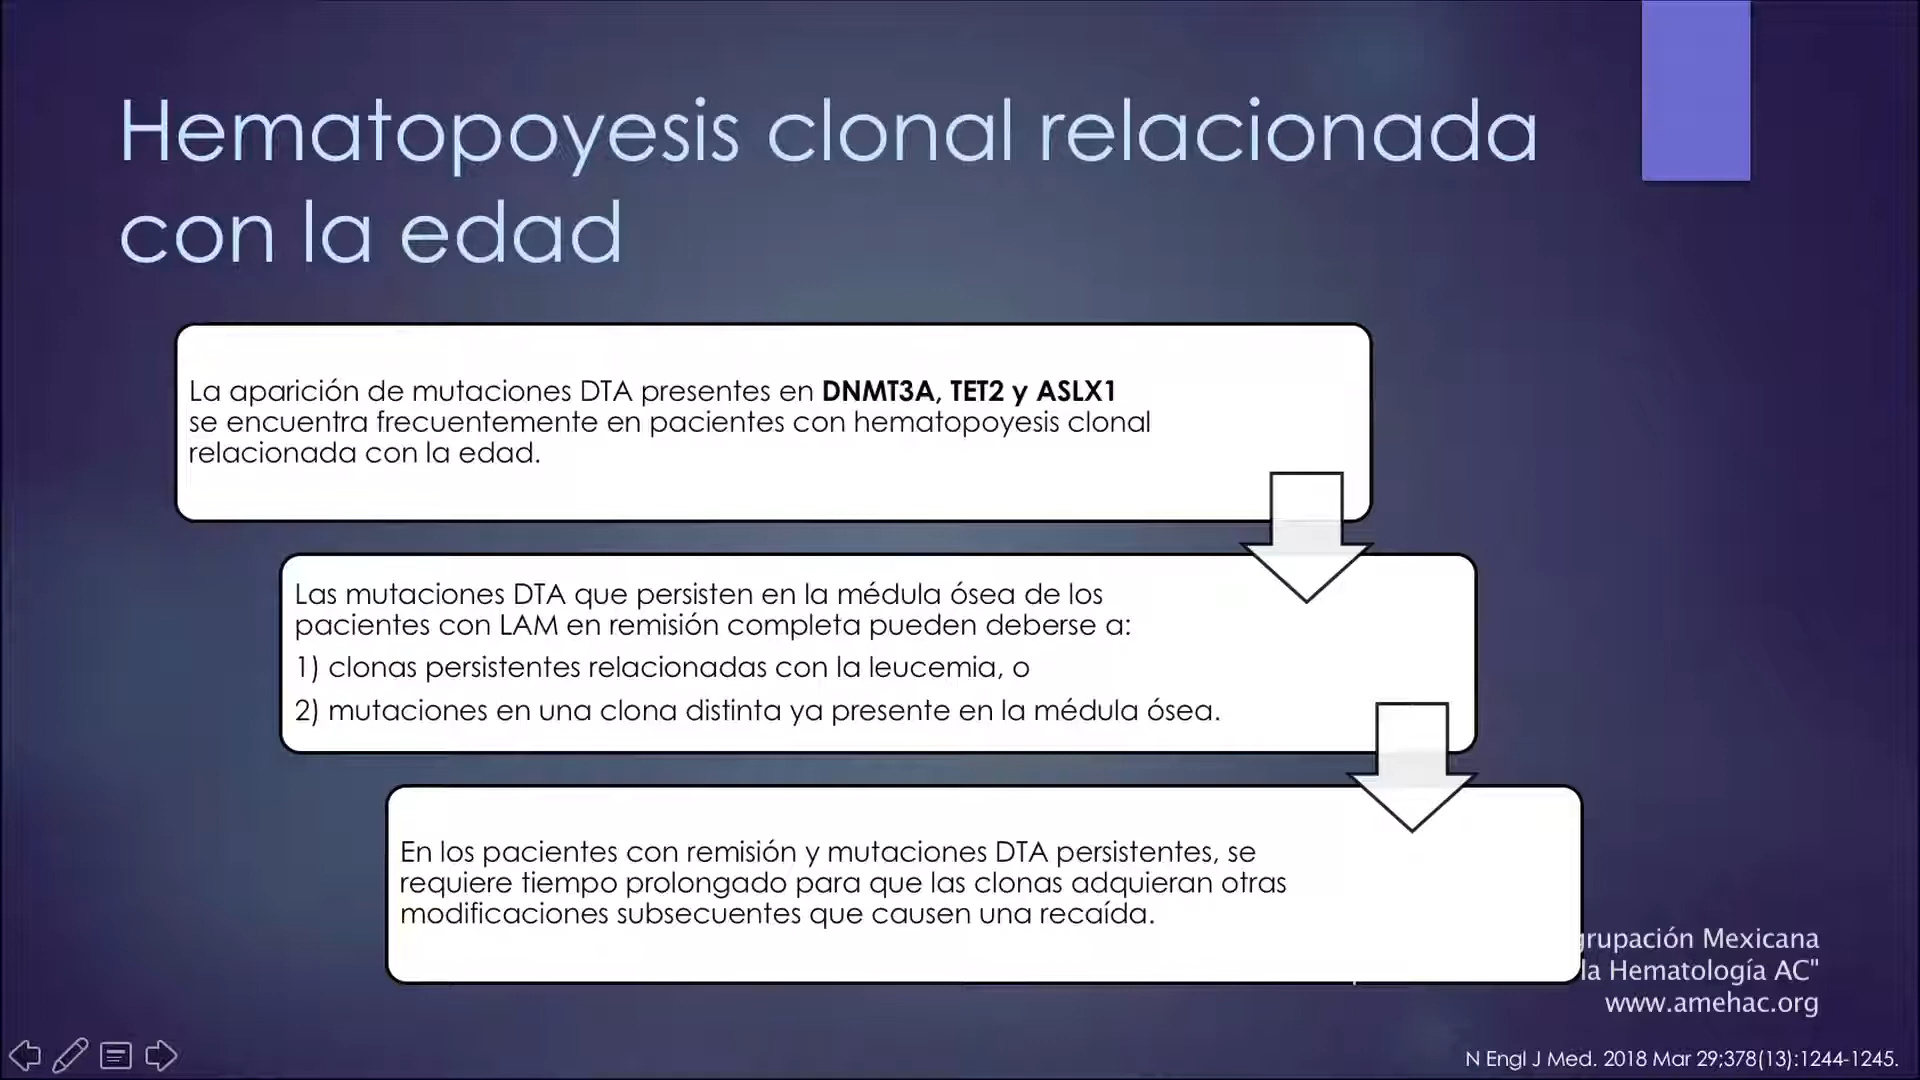 Hematopoyesis clonal relacionada
con la edad
La aparición de mutaciones DTA presentes en DNMT3A, TET2 y ASLX1
se encuentra frecuentemente en pacientes con hematopoyesis clonal
relacionada con la edad.
Las mutaciones DTA que persisten en la médula ósea de los
pacientes con LAM en remisión completa pueden deberse a:
1) clonas persistentes relacionadas con la leucemia, o
2) mutaciones en una clona distinta ya presente en la médula ósea.
En los pacientes con remisión y mutaciones DTA persistentes, se
requiere tiempo prolongado para que las clonas adquieran otras
modificaciones subsecuentes que causen una recaída.
grupación Mexicana
la Hematología AC"
www.amehac.org
N Engl J Med. 2018 Mar 29;378(13):1244-1245.